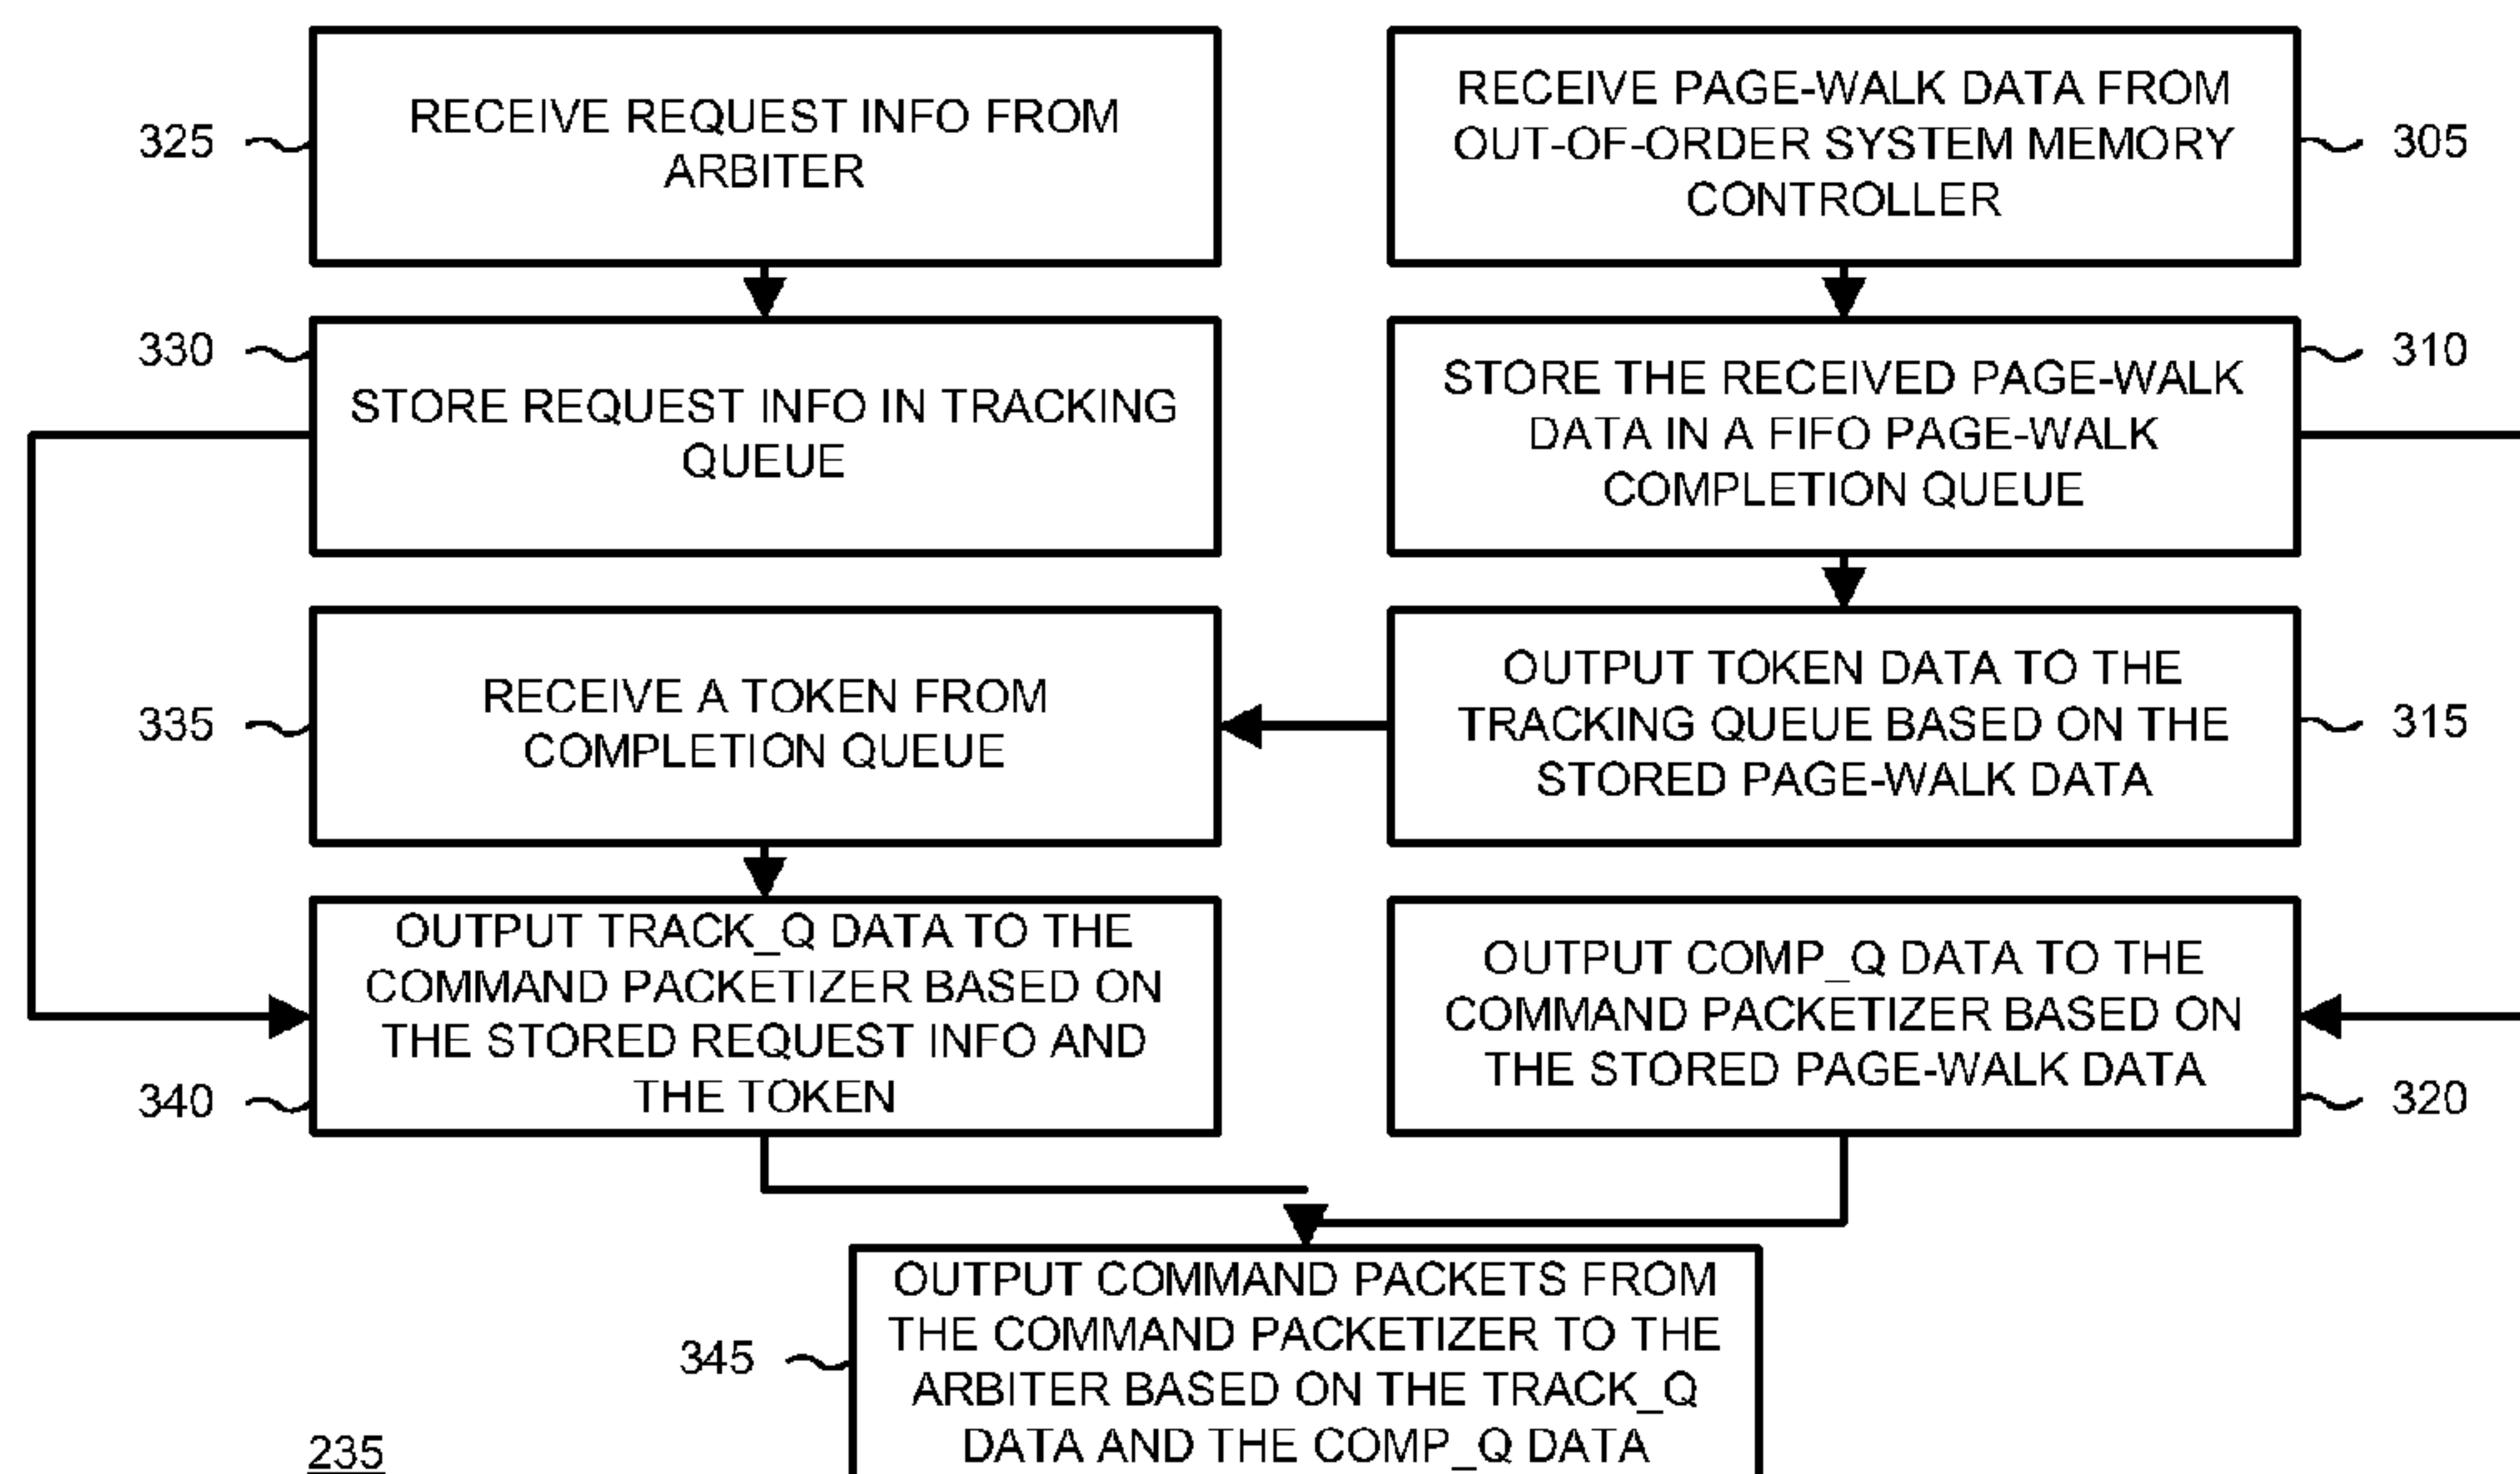 325
RECEIVE REQUEST INFO FROM
ARBITER
RECEIVE PAGE-WALK DATA FROM
OUT-OF-ORDER SYSTEM MEMORY
CONTROLLER
305
330
STORE REQUEST INFO IN TRACKING
QUEUE
STORE THE RECEIVED PAGE-WALK
DATA IN A FIFO PAGE-WALK
COMPLETION QUEUE
310
335
RECEIVE A TOKEN FROM
COMPLETION QUEUE
OUTPUT TOKEN DATA TO THE
TRACKING QUEUE BASED ON THE
STORED PAGE-WALK DATA
315
OUTPUT TRACK_Q DATA TO THE
COMMAND PACKETIZER BASED ON
THE STORED REQUEST INFO AND
THE TOKEN
340
OUTPUT COMP_Q DATA TO THE
COMMAND PACKETIZER BASED ON
THE STORED PAGE-WALK DATA
320
345
OUTPUT COMMAND PACKETS FROM
THE COMMAND PACKETIZER TO THE
ARBITER BASED ON THE TRACK_Q
DATA AND THE COMP_Q DATA
235